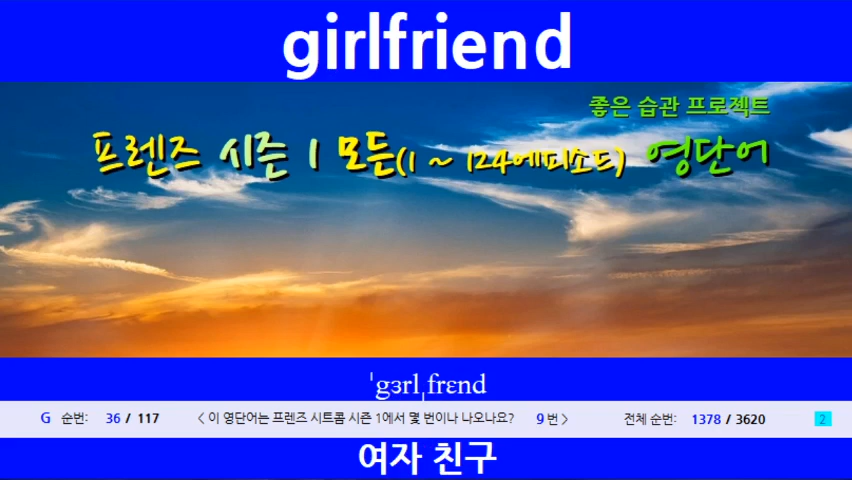 girlfriend
좋은 습관 프로젝트
프렌즈 시즌 1 모든(1 ~ 124에피소드) 영단어
ˈgɜrlˌfrɛnd
G 순번: 36 / 117 < 이 영단어는 프렌즈 시트콤 시즌 1에서 몇 번이나 나오나요? 9 번 > 전체 순번: 1378 / 3620 2
여자 친구